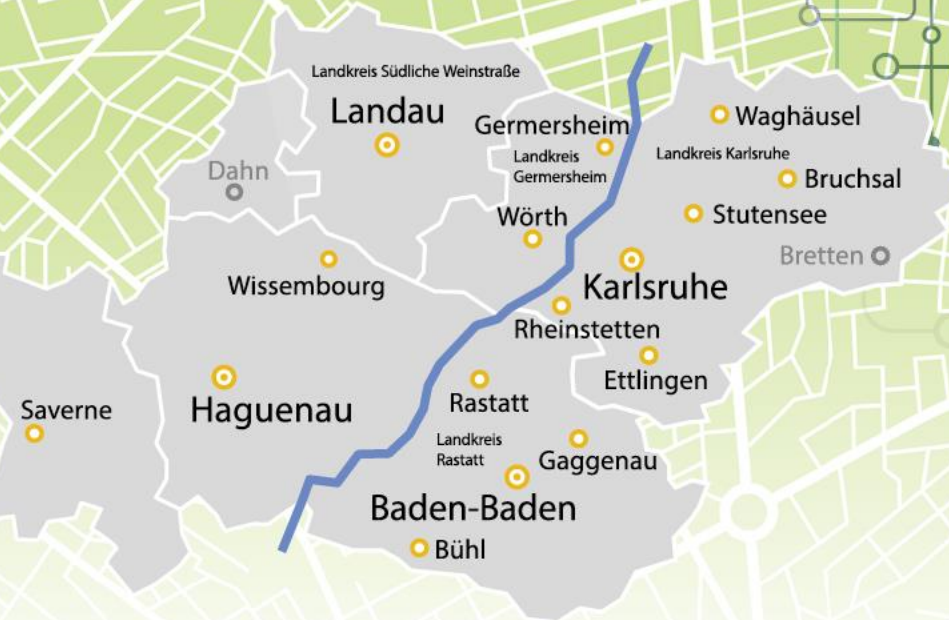 Landkreis Südliche Weinstraße
Landau
Waghäusel
Germersheim
Landkreis
Germersheim
Landkreis Karlsruhe
Dahn
Bruchsal
Wörth
Stutensee
Bretten
Wissembourg
Karlsruhe
Rheinstetten
Ettlingen
Saverne
Haguenau
Rastatt
Landkreis
Rastatt
Gaggenau
Baden-Baden
Bühl